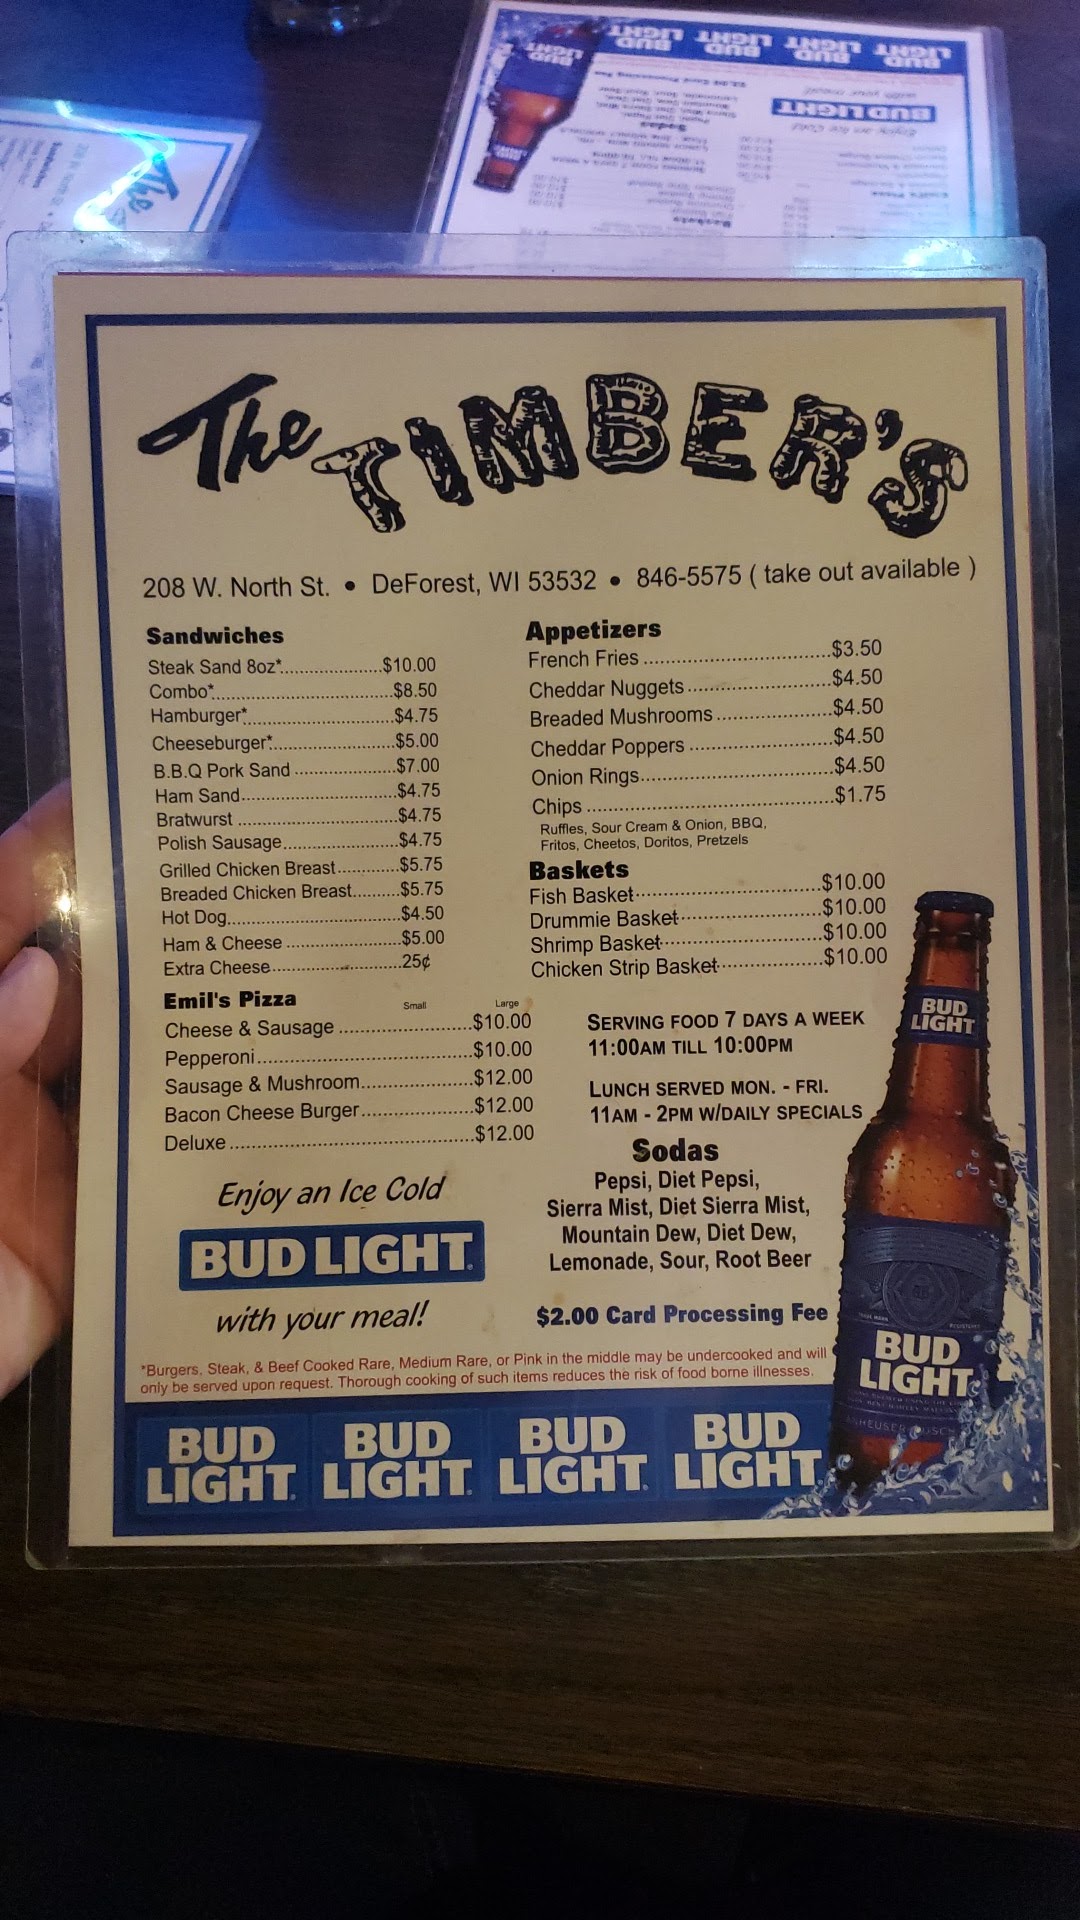 The TIMBER'S
208 W. North St. • DeForest, WI 53532 • 846-5575 ( take out available )
Sandwiches
Steak Sand 8oz*.....................$10.00
Combo*.....................$8.50
Hamburger*.....................$4.75
Cheeseburger*.....................$5.00
B.B.Q Pork Sand .....................$7.00
Ham Sand.....................$4.75
Bratwurst .....................$4.75
Polish Sausage.....................$4.75
Grilled Chicken Breast.............$5.75
Breaded Chicken Breast..........$5.75
Hot Dog.....................$4.50
Ham & Cheese .....................$5.00
Extra Cheese.....................25¢
Emil's Pizza Small Large
Cheese & Sausage .....................$10.00
Pepperoni.....................$10.00
Sausage & Mushroom.....................$12.00
Bacon Cheese Burger.....................$12.00
Deluxe.....................$12.00
Enjoy an Ice Cold
BUD LIGHT.
with your meal!
Appetizers
French Fries .....................$3.50
Cheddar Nuggets .....................$4.50
Breaded Mushrooms .....................$4.50
Cheddar Poppers .....................$4.50
Onion Rings.....................$4.50
Chips .....................$1.75
Ruffles, Sour Cream & Onion, BBQ,
Fritos, Cheetos, Doritos, Pretzels
Baskets
Fish Basket.....................$10.00
Drummie Basket.....................$10.00
Shrimp Basket.....................$10.00
Chicken Strip Basket.....................$10.00
SERVING FOOD 7 DAYS A WEEK
11:00AM TILL 10:00PM
LUNCH SERVED MON. - FRI.
11AM - 2PM W/DAILY SPECIALS
Sodas
Pepsi, Diet Pepsi,
Sierra Mist, Diet Sierra Mist,
Mountain Dew, Diet Dew,
Lemonade, Sour, Root Beer
$2.00 Card Processing Fee
*Burgers, Steak, & Beef Cooked Rare, Medium Rare, or Pink in the middle may be undercooked and will
only be served upon request. Thorough cooking of such items reduces the risk of food borne illnesses.
BUD
LIGHT
BUD
LIGHT
BUD LIGHT. BUD LIGHT. BUD LIGHT. BUD LIGHT.